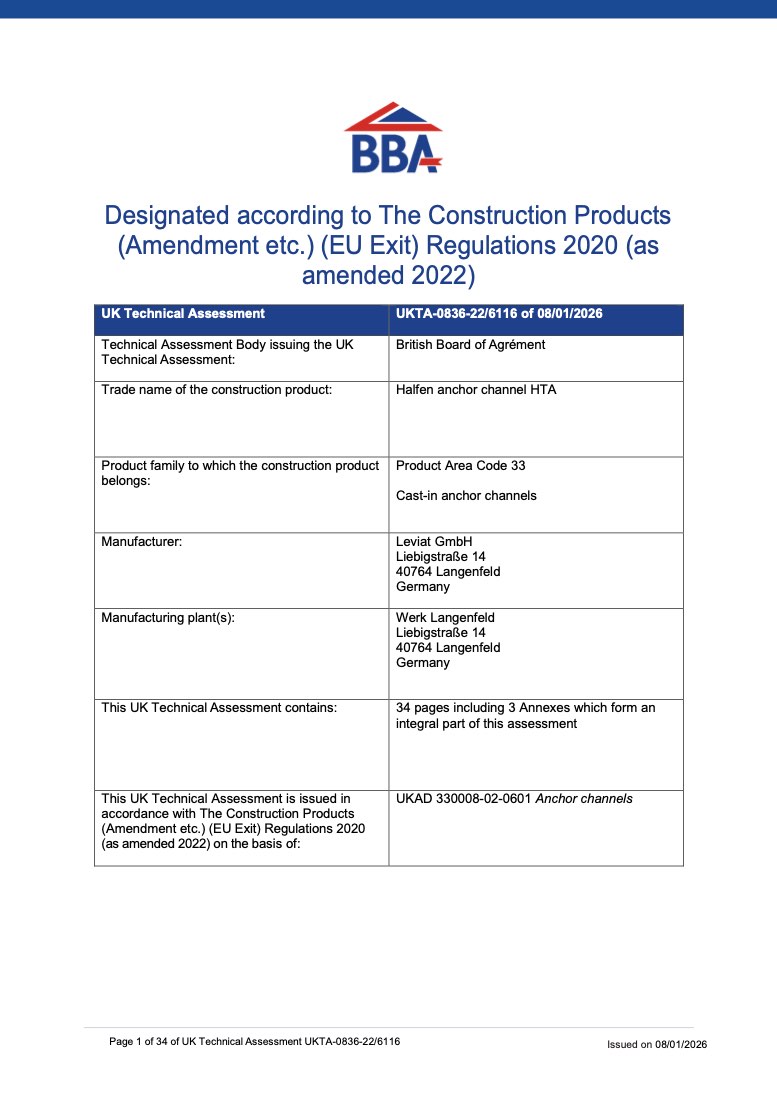 BBA
Designated according to The Construction Products
(Amendment etc.) (EU Exit) Regulations 2020 (as
amended 2022)
UK Technical Assessment
UKTA-0836-22/6116 of 08/01/2026
Technical Assessment Body issuing the UK
Technical Assessment:
British Board of Agrément
Trade name of the construction product:
Halfen anchor channel HTA
Product family to which the construction product
belongs:
Product Area Code 33
Cast-in anchor channels
Manufacturer:
Leviat GmbH
Liebigstraße 14
40764 Langenfeld
Germany
Manufacturing plant(s):
Werk Langenfeld
Liebigstraße 14
40764 Langenfeld
Germany
This UK Technical Assessment contains:
34 pages including 3 Annexes which form an
integral part of this assessment
This UK Technical Assessment is issued in
accordance with The Construction Products
(Amendment etc.) (EU Exit) Regulations 2020
(as amended 2022) on the basis of:
UKAD 330008-02-0601 Anchor channels
Page 1 of 34 of UK Technical Assessment UKTA-0836-22/6116
Issued on 08/01/2026